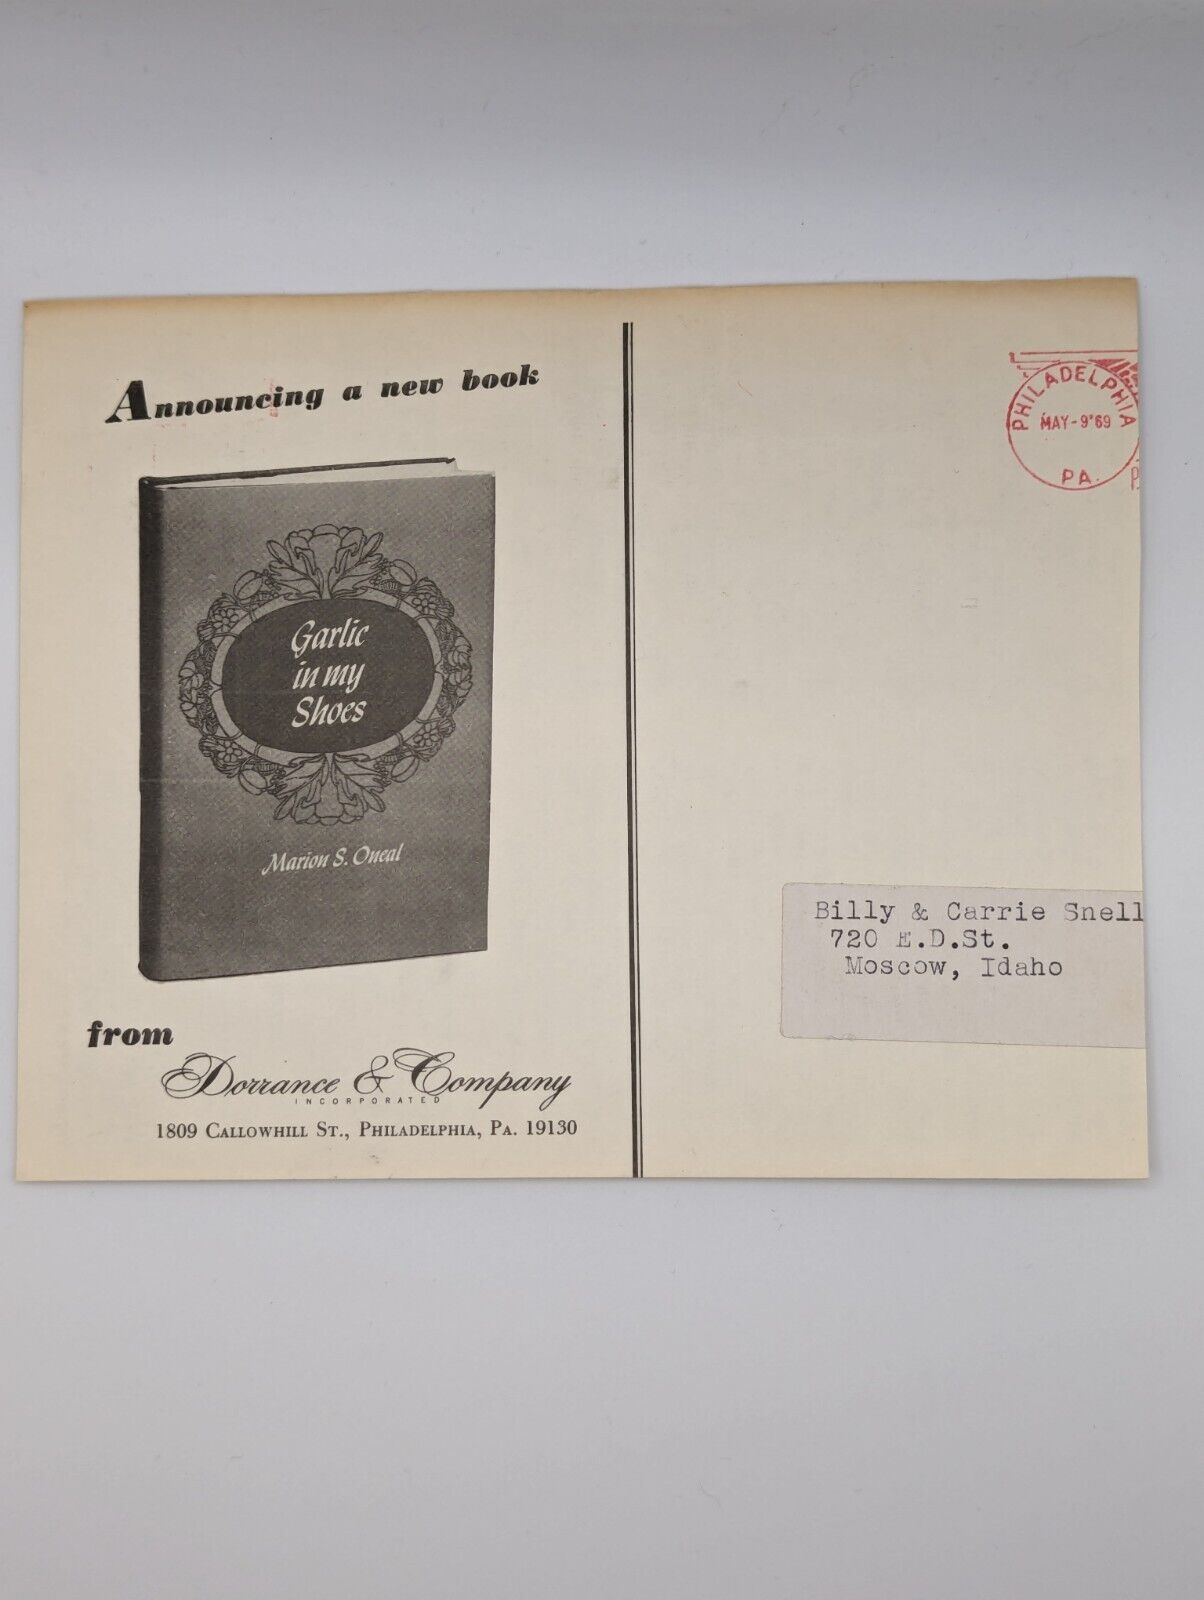 Announcing a new book
Garlic
in my
Shoes
Marion S. Oneal
from
Dorrance & Company
INCORPORATED
1809 CALLOWHILL ST., PHILADELPHIA, PA. 19130
PHILADELPHIA
MAY-9'69
PA.
Billy & Carrie Snell
720 E.D.St.
Moscow, Idaho